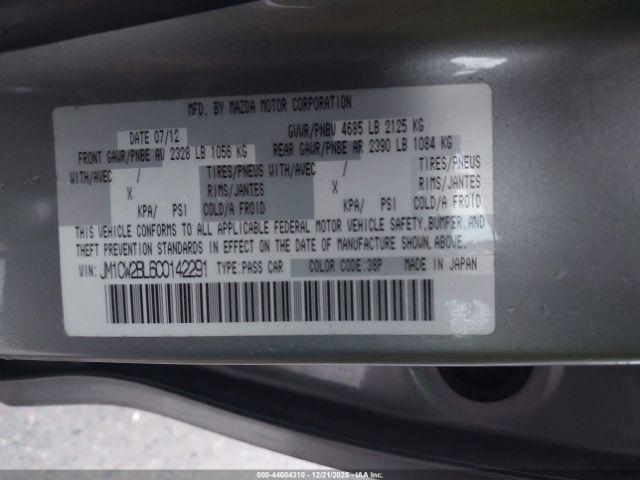 MFD. BY MAZDA MOTOR CORPORATION
DATE 07/12 GVWR/PNBV 4685 LB 2125 KG
FRONT GAWR/PNBE AV 2328 LB 1056 KG REAR GAWR/PNBE AR 2390 LB 1084 KG
WITH/AVEC / TIRES/PNEUS WITH/AVEC / TIRES/PNEUS
X RIMS/JANTES X RIMS/JANTES
KPA/ PSI COLD/A FROID KPA/ PSI COLD/A FROID
THIS VEHICLE CONFORMS TO ALL APPLICABLE FEDERAL MOTOR VEHICLE SAFETY, BUMPER, AND
THEFT PREVENTION STANDARDS IN EFFECT ON THE DATE OF MANUFACTURE SHOWN ABOVE.
VIN: JM1CW2BL6C0142291 TYPE:PASS CAR COLOR CODE:38P MADE IN JAPAN
000-44004310 - 12/21/2025 - IAAI.CA